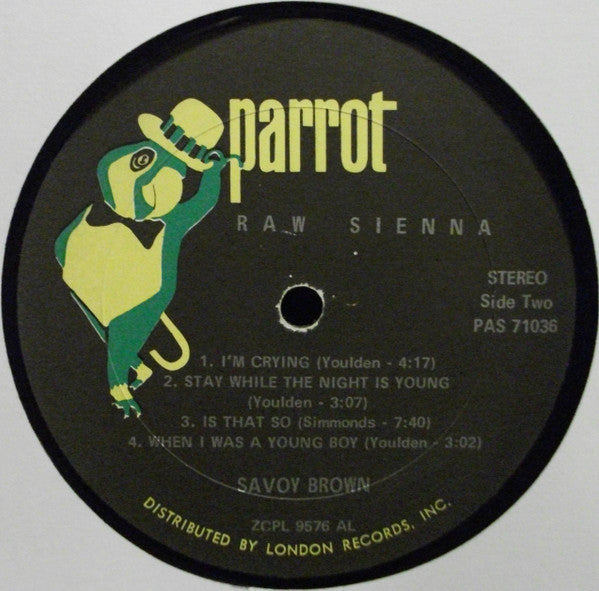 parrot
RAW SIENNA
STEREO
Side Two
PAS 71036
1. I'M CRYING (Youlden - 4:17)
2. STAY WHILE THE NIGHT IS YOUNG
(Youlden - 3:07)
3. IS THAT SO (Simmonds - 7:40)
4. WHEN I WAS A YOUNG BOY (Youlden - 3:02)
SAVOY BROWN
ZCPL 9576 AL
DISTRIBUTED BY LONDON RECORDS, INC.